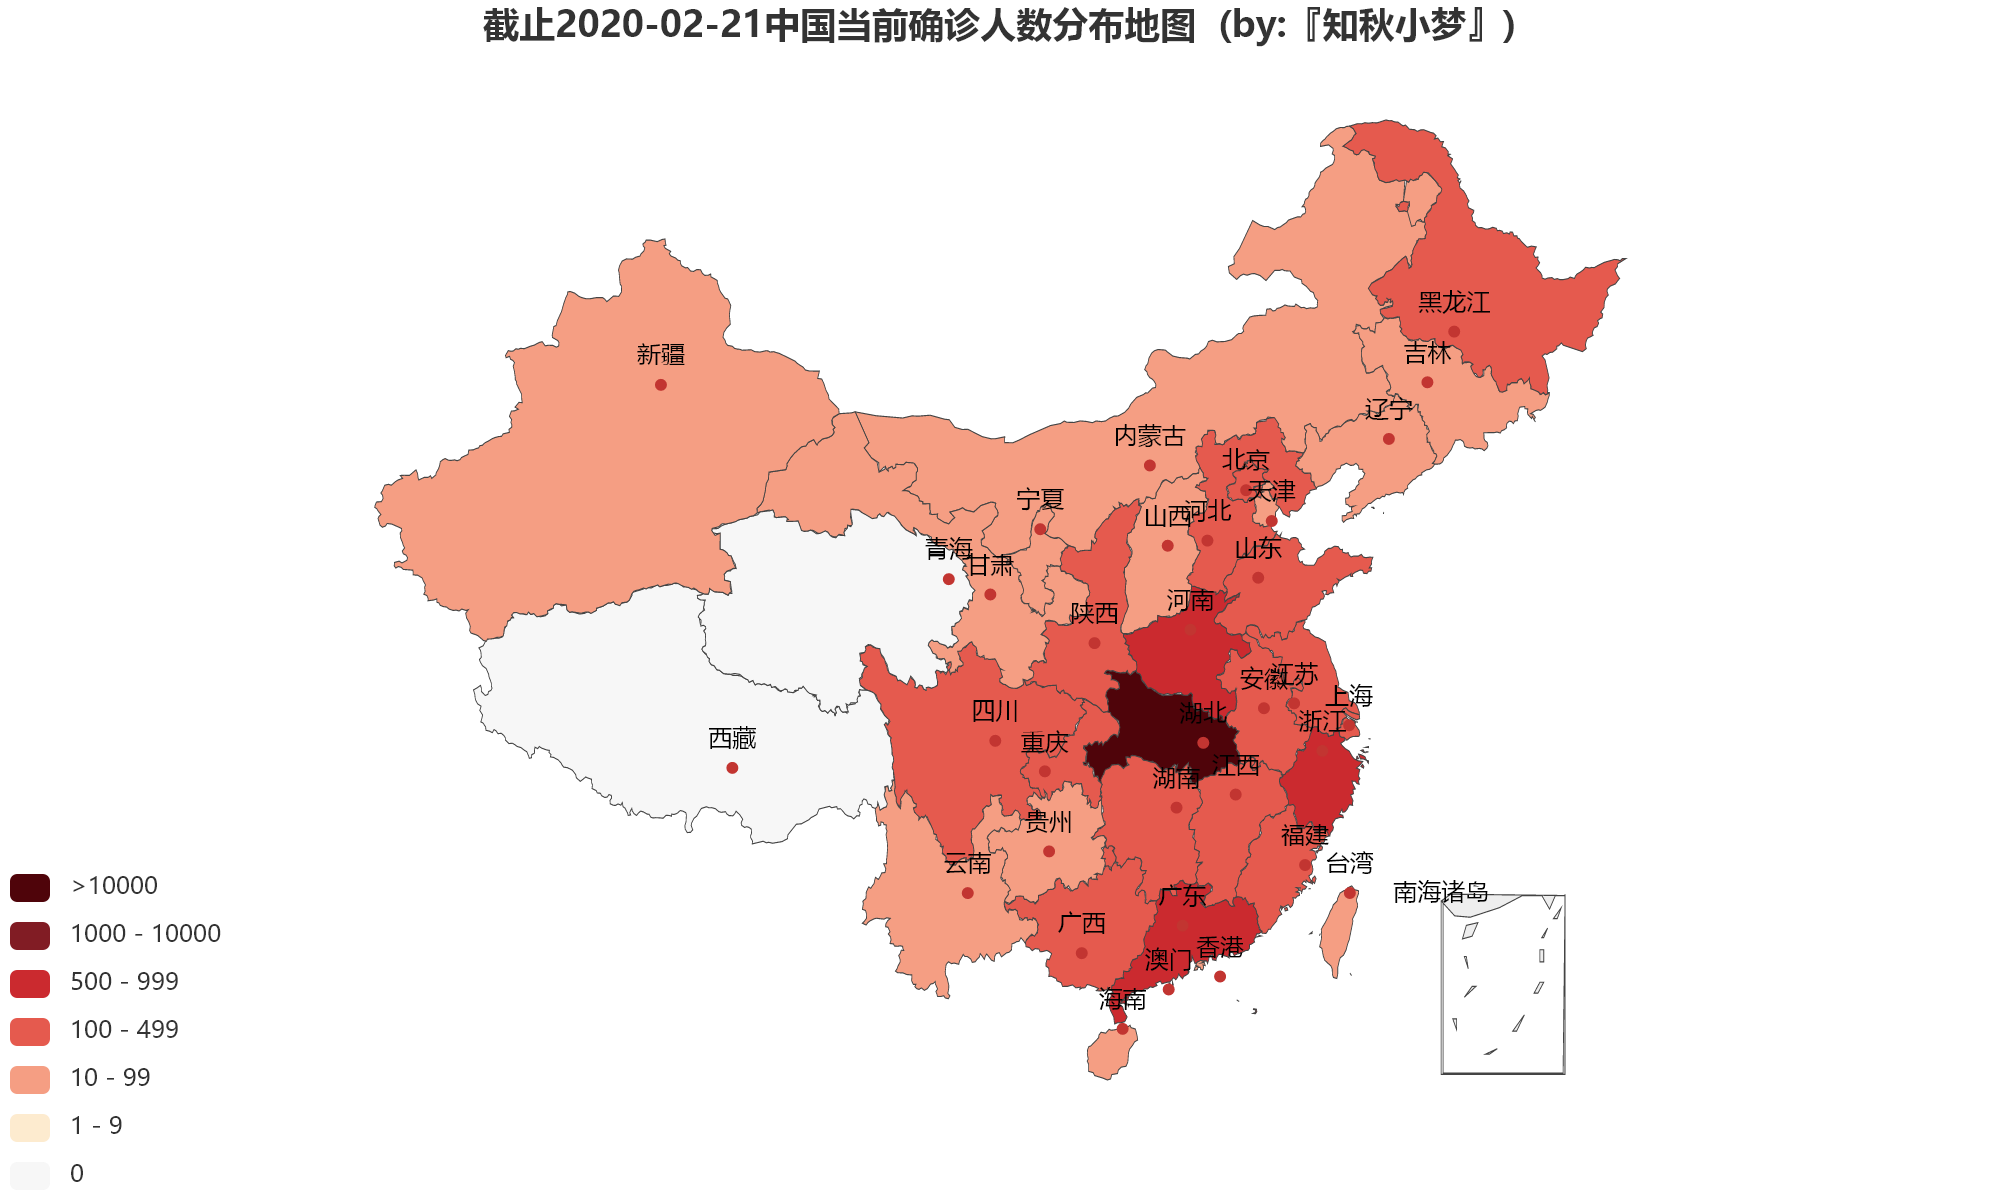 截止2020-02-21中国当前确诊人数分布地图 (by:『知秋小梦』)
黑龙江
新疆
吉林
辽宁
内蒙古
北京
天津
宁夏
山西
河北
青海
山东
甘肃
河南
陕西
安徽
江苏
上海
四川
湖北
浙江
西藏
重庆
湖南
江西
贵州
福建
云南
台湾
南海诸岛
广东
广西
澳门
香港
海南
>10000
1000 - 10000
500 - 999
100 - 499
10 - 99
1 - 9
0